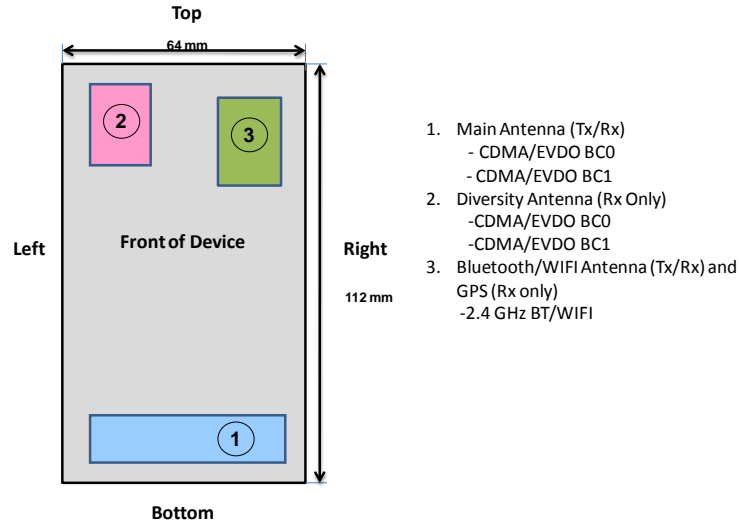 Top
64 mm
2
3
Left
Front of Device
Right
112 mm
1
Bottom
1. Main Antenna (Tx/Rx)
- CDMA/EVDO BC0
- CDMA/EVDO BC1
2. Diversity Antenna (Rx Only)
-CDMA/EVDO BC0
-CDMA/EVDO BC1
3. Bluetooth/WIFI Antenna (Tx/Rx) and
GPS (Rx only)
-2.4 GHz BT/WIFI